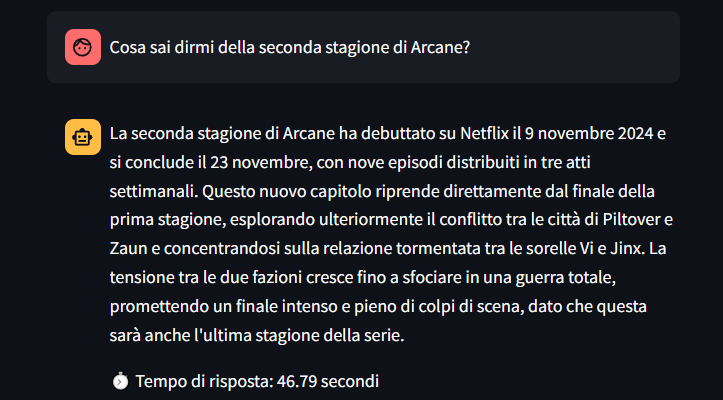 Cosa sai dirmi della seconda stagione di Arcane?
La seconda stagione di Arcane ha debuttato su Netflix il 9 novembre 2024 e
si conclude il 23 novembre, con nove episodi distribuiti in tre atti
settimanali. Questo nuovo capitolo riprende direttamente dal finale della
prima stagione, esplorando ulteriormente il conflitto tra le città di Piltover e
Zaun e concentrandosi sulla relazione tormentata tra le sorelle Vi e Jinx. La
tensione tra le due fazioni cresce fino a sfociare in una guerra totale,
promettendo un finale intenso e pieno di colpi di scena, dato che questa
sarà anche l'ultima stagione della serie.
Tempo di risposta: 46.79 secondi